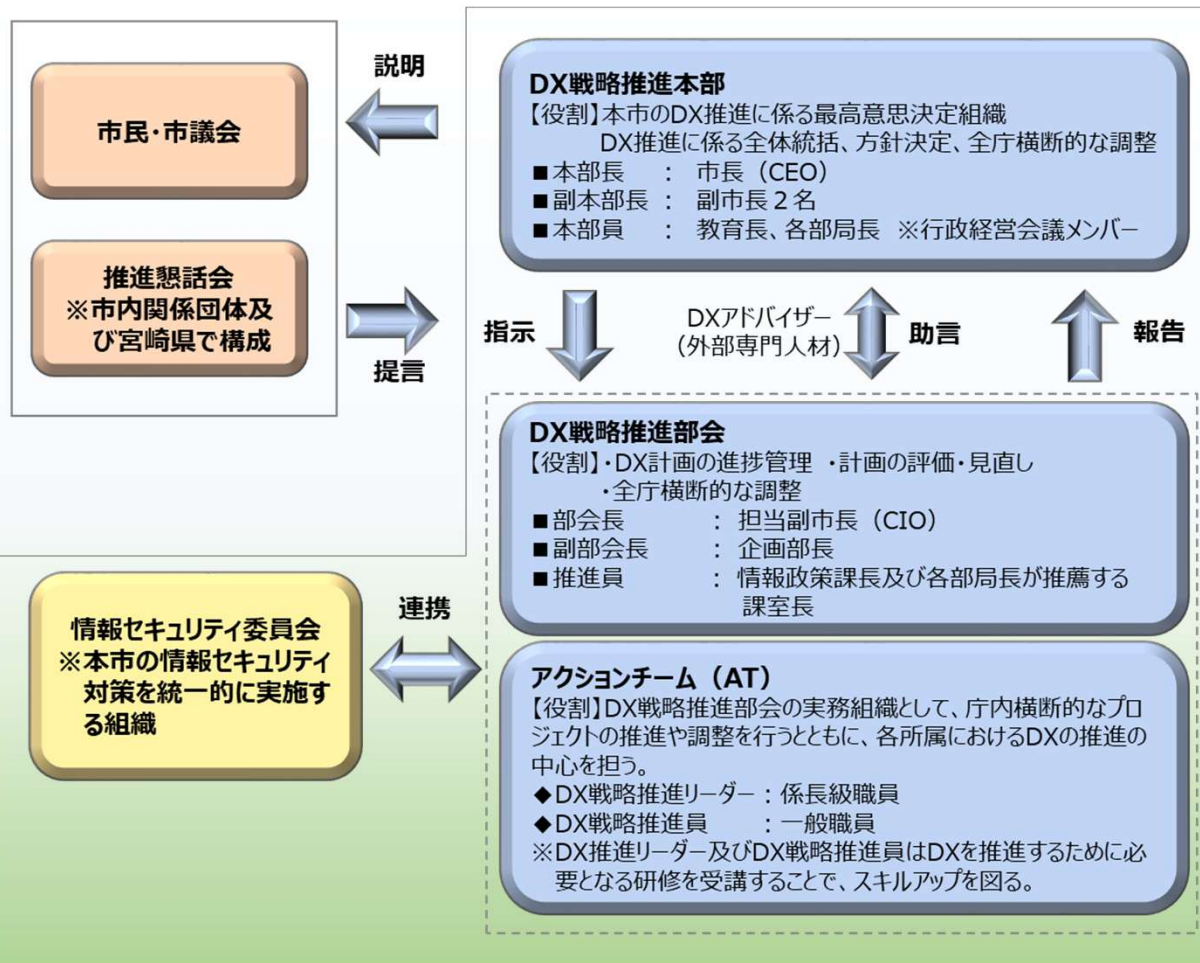 市民・市議会
推進懇話会
※市内関係団体及
び宮崎県で構成
説明
提言
DX戦略推進本部
【役割】本市のDX推進に係る最高意思決定組織
DX推進に係る全体統括、方針決定、全庁横断的な調整
■本部長 ： 市長（CEO）
■副本部長 ： 副市長２名
■本部員 ： 教育長、各部局長 ※行政経営会議メンバー
指示
DXアドバイザー
（外部専門人材）
助言
報告
DX戦略推進部会
【役割】・DX計画の進捗管理 ・計画の評価・見直し
・全庁横断的な調整
■部会長 ： 担当副市長（CIO）
■副部会長 ： 企画部長
■推進員 ： 情報政策課長及び各部局長が推薦する
課室長
情報セキュリティ委員会
※本市の情報セキュリティ
対策を統一的に実施す
る組織
連携
アクションチーム（AT）
【役割】DX戦略推進部会の実務組織として、庁内横断的なプロ
ジェクトの推進や調整を行うとともに、各所属におけるDXの推進の
中心を担う。
◆DX戦略推進リーダー：係長級職員
◆DX戦略推進員 ：一般職員
※DX推進リーダー及びDX戦略推進員はDXを推進するために必
要となる研修を受講することで、スキルアップを図る。